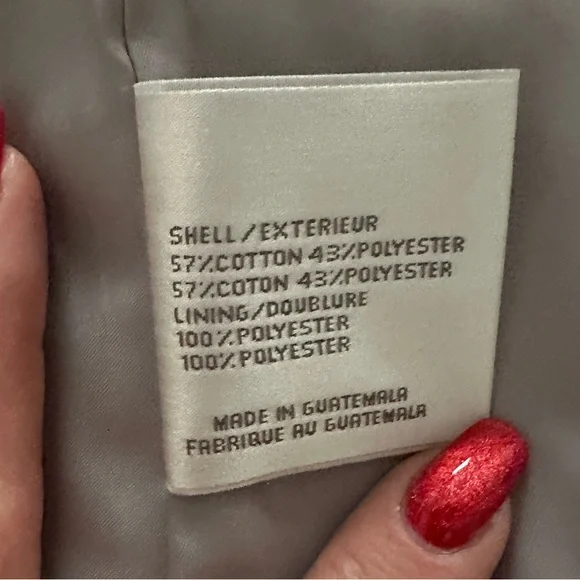 SHELL/EXTERIEUR
57%COTTON 43%POLYESTER
57%COTON 43%POLYESTER
LINING/DOUBLURE
100%POLYESTER
100%POLYESTER
MADE IN GUATEMALA
FABRIQUE AU GUATEMALA